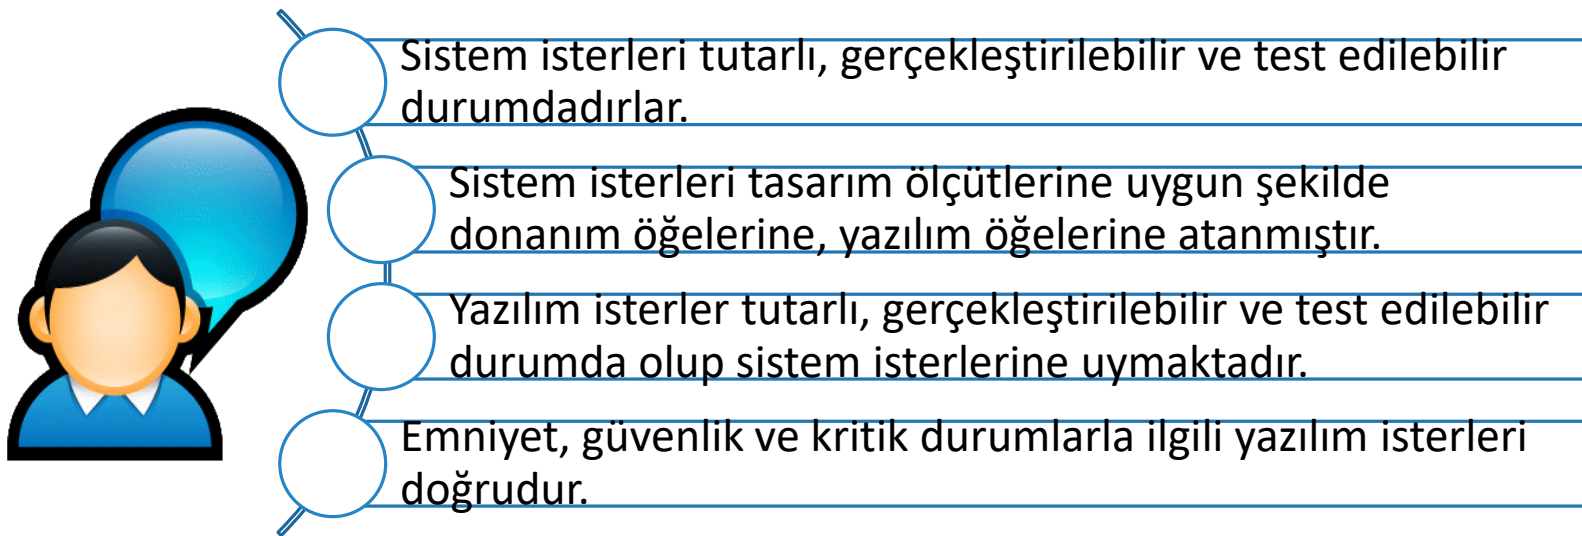 Sistem isterleri tutarlı, gerçekleştirilebilir ve test edilebilir
durumdadırlar.
Sistem isterleri tasarım ölçütlerine uygun şekilde
donanım öğelerine, yazılım öğelerine atanmıştır.
Yazılım isterler tutarlı, gerçekleştirilebilir ve test edilebilir
durumda olup sistem isterlerine uymaktadır.
Emniyet, güvenlik ve kritik durumlarla ilgili yazılım isterleri
doğrudur.